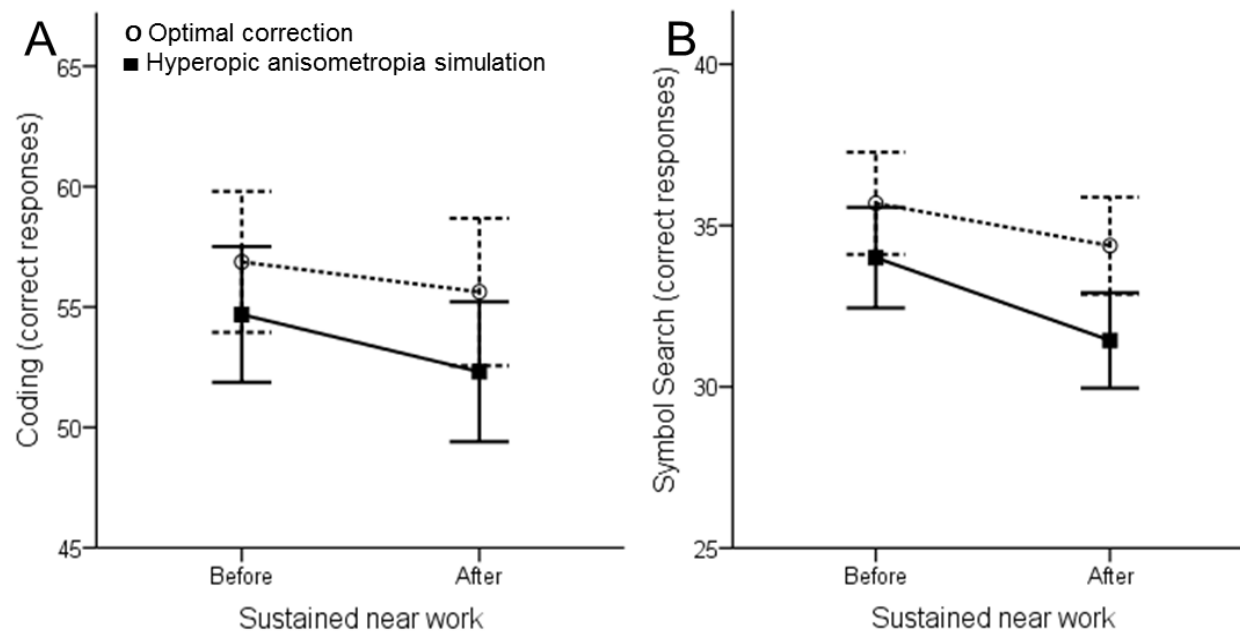 A
O Optimal correction
■ Hyperopic anisometropia simulation
Coding (correct responses)
65
60
55
50
45
Before
After
Sustained near work
B
Symbol Search (correct responses)
40
35
30
25
Before
After
Sustained near work